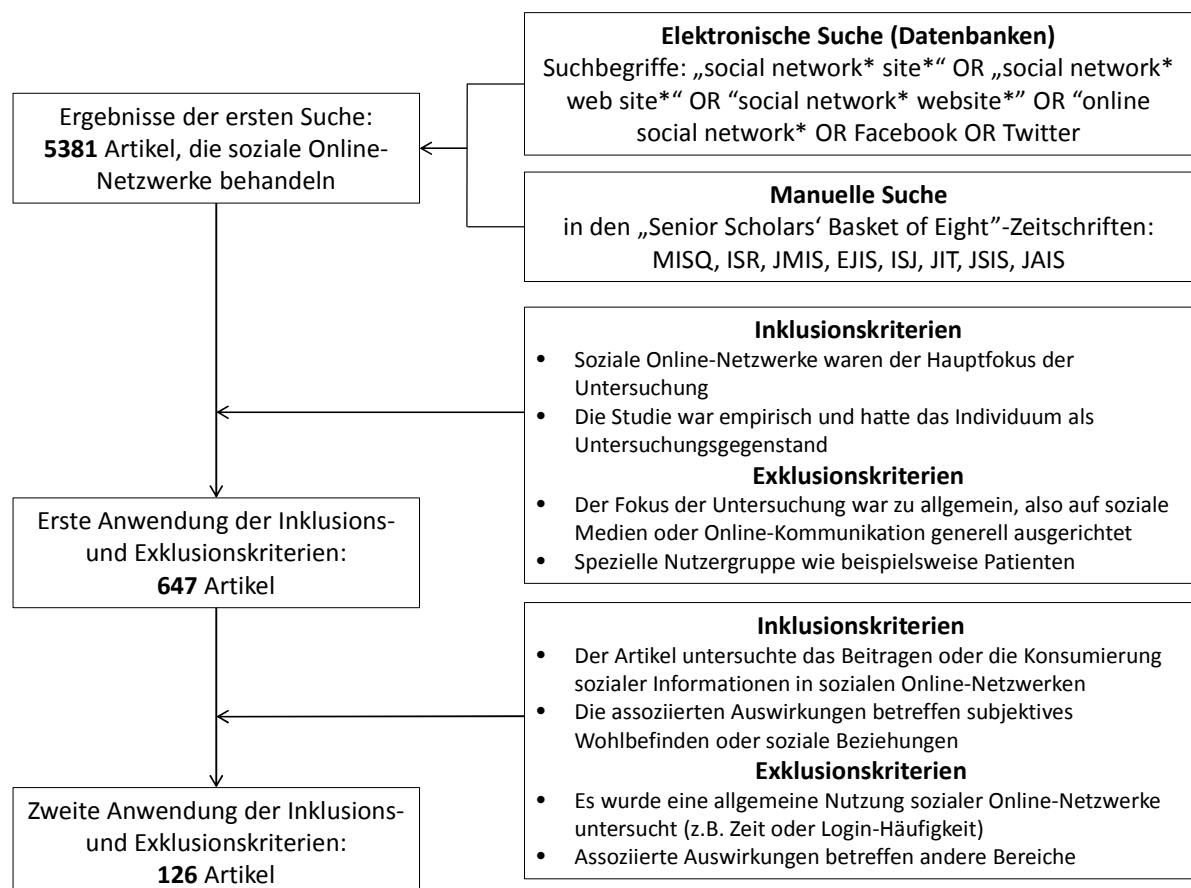 Elektronische Suche (Datenbanken)
Suchbegriffe: „social network* site*“ OR „social network*
web site*“ OR “social network* website*” OR “online
social network* OR Facebook OR Twitter
Ergebnisse der ersten Suche:
5381 Artikel, die soziale Online-
Netzwerke behandeln
Manuelle Suche
in den „Senior Scholars‘ Basket of Eight”-Zeitschriften:
MISQ, ISR, JMIS, EJIS, ISJ, JIT, JSIS, JAIS
Inklusionskriterien
• Soziale Online-Netzwerke waren der Hauptfokus der
Untersuchung
• Die Studie war empirisch und hatte das Individuum als
Untersuchungsgegenstand
Exklusionskriterien
• Der Fokus der Untersuchung war zu allgemein, also auf soziale
Medien oder Online-Kommunikation generell ausgerichtet
• Spezielle Nutzergruppe wie beispielsweise Patienten
Erste Anwendung der Inklusions-
und Exklusionskriterien:
647 Artikel
Inklusionskriterien
• Der Artikel untersuchte das Beitragen oder die Konsumierung
sozialer Informationen in sozialen Online-Netzwerken
• Die assoziierten Auswirkungen betreffen subjektives
Wohlbefinden oder soziale Beziehungen
Exklusionskriterien
• Es wurde eine allgemeine Nutzung sozialer Online-Netzwerke
untersucht (z.B. Zeit oder Login-Häufigkeit)
• Assoziierte Auswirkungen betreffen andere Bereiche
Zweite Anwendung der Inklusions-
und Exklusionskriterien:
126 Artikel